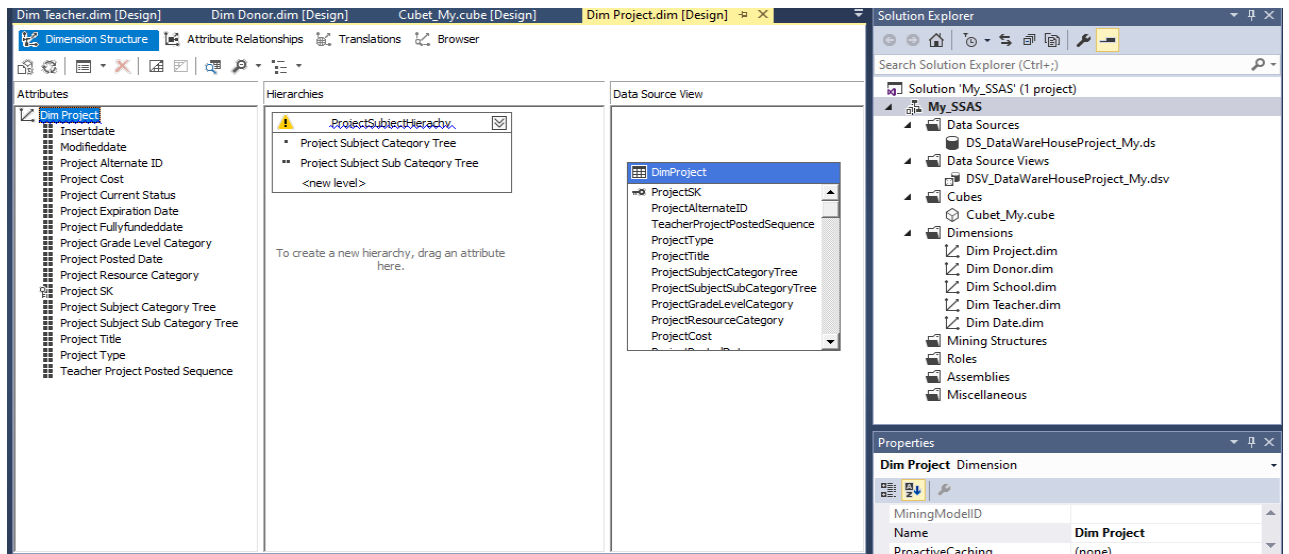 Dim Teacher.dim [Design] Dim Donor.dim [Design] Cubet_My.cube [Design] Dim Project.dim [Design]
Dimension Structure Attribute Relationships Translations Browser
Attributes
Dim Project
Insertdate
Modifieddate
Project Alternate ID
Project Cost
Project Current Status
Project Expiration Date
Project Fullyfundeddate
Project Grade Level Category
Project Posted Date
Project Resource Category
Project SK
Project Subject Category Tree
Project Subject Sub Category Tree
Project Title
Project Type
Teacher Project Posted Sequence
Hierarchies
ProjectSubjectHierachy
Project Subject Category Tree
Project Subject Sub Category Tree
<new level>
To create a new hierarchy, drag an attribute
here.
Data Source View
DimProject
ProjectSK
ProjectAlternateID
TeacherProjectPostedSequence
ProjectType
ProjectTitle
ProjectSubjectCategoryTree
ProjectSubjectSubCategoryTree
ProjectGradeLevelCategory
ProjectResourceCategory
ProjectCost
Solution Explorer
Search Solution Explorer (Ctrl+;)
Solution 'My_SSAS' (1 project)
My_SSAS
Data Sources
DS_DataWareHouseProject_My.ds
Data Source Views
DSV_DataWareHouseProject_My.dsv
Cubes
Cubet_My.cube
Dimensions
Dim Project.dim
Dim Donor.dim
Dim School.dim
Dim Teacher.dim
Dim Date.dim
Mining Structures
Roles
Assemblies
Miscellaneous
Properties
Dim Project Dimension
MiningModelID
Name Dim Project
ProactiveCaching (none)